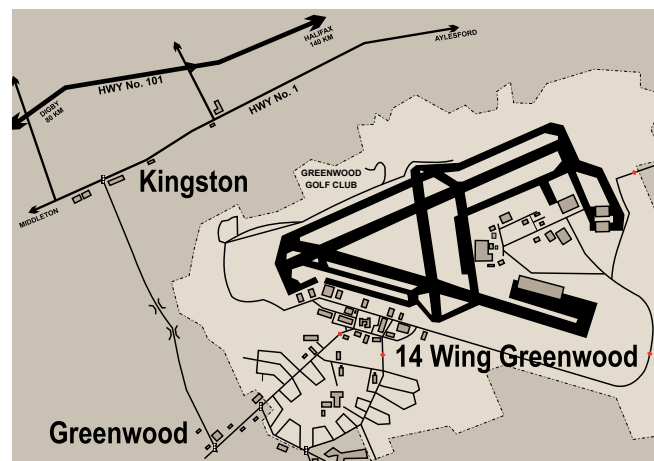 HALIFAX
140 KM
AYLESFORD
HWY No. 101
HWY No. 1
DIGBY
80 KM
Kingston
GREENWOOD
GOLF CLUB
MIDDLETON
14 Wing Greenwood
Greenwood